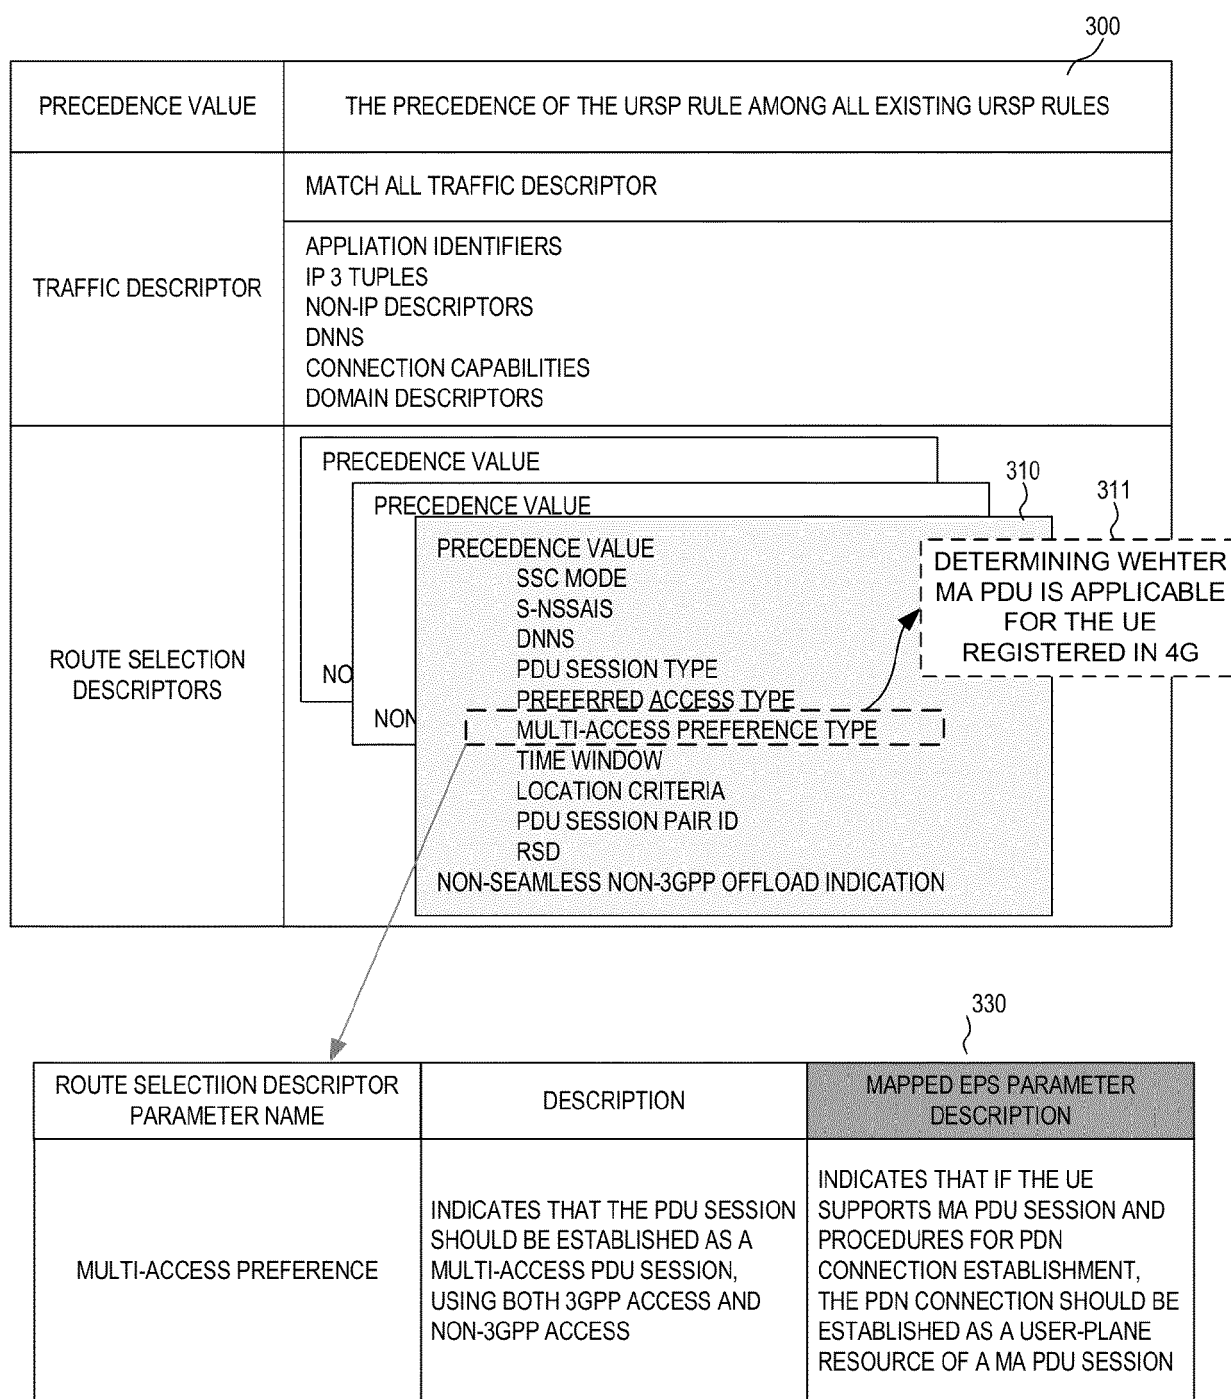 300
PRECEDENCE VALUE
THE PRECEDENCE OF THE URSP RULE AMONG ALL EXISTING URSP RULES
TRAFFIC DESCRIPTOR
MATCH ALL TRAFFIC DESCRIPTOR
APPLIATION IDENTIFIERS
IP 3 TUPLES
NON-IP DESCRIPTORS
DNNS
CONNECTION CAPABILITIES
DOMAIN DESCRIPTORS
ROUTE SELECTION
DESCRIPTORS
PRECEDENCE VALUE
NO
PRECEDENCE VALUE
NON
310
PRECEDENCE VALUE
SSC MODE
S-NSSAIS
DNNS
PDU SESSION TYPE
PREFERRED ACCESS TYPE
MULTI-ACCESS PREFERENCE TYPE
TIME WINDOW
LOCATION CRITERIA
PDU SESSION PAIR ID
RSD
NON-SEAMLESS NON-3GPP OFFLOAD INDICATION
311
DETERMINING WEHTER
MA PDU IS APPLICABLE
FOR THE UE
REGISTERED IN 4G
330
ROUTE SELECTIION DESCRIPTOR
PARAMETER NAME
DESCRIPTION
MAPPED EPS PARAMETER
DESCRIPTION
MULTI-ACCESS PREFERENCE
INDICATES THAT THE PDU SESSION
SHOULD BE ESTABLISHED AS A
MULTI-ACCESS PDU SESSION,
USING BOTH 3GPP ACCESS AND
NON-3GPP ACCESS
INDICATES THAT IF THE UE
SUPPORTS MA PDU SESSION AND
PROCEDURES FOR PDN
CONNECTION ESTABLISHMENT,
THE PDN CONNECTION SHOULD BE
ESTABLISHED AS A USER-PLANE
RESOURCE OF A MA PDU SESSION